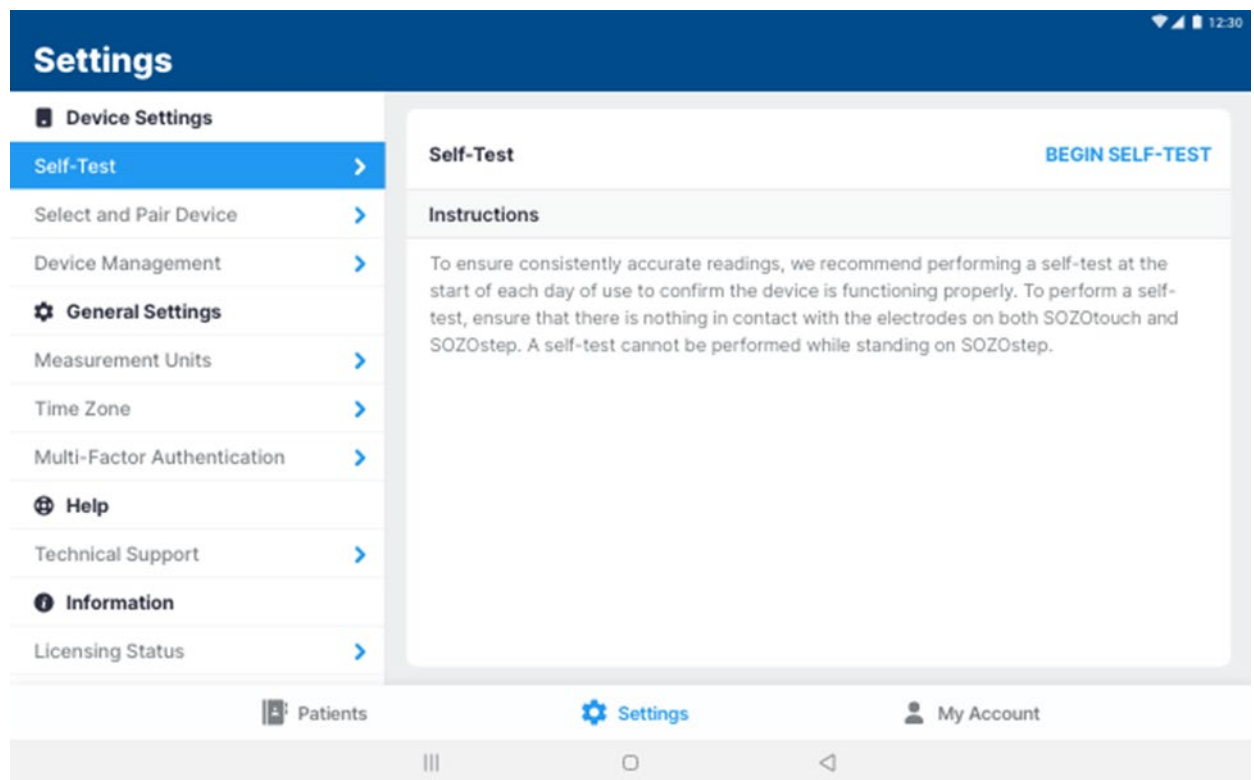 12:30
Settings
Device Settings
Self-Test
Select and Pair Device
Device Management
General Settings
Measurement Units
Time Zone
Multi-Factor Authentication
Help
Technical Support
Information
Licensing Status
Self-Test
BEGIN SELF-TEST
Instructions
To ensure consistently accurate readings, we recommend performing a self-test at the
start of each day of use to confirm the device is functioning properly. To perform a self-
test, ensure that there is nothing in contact with the electrodes on both SOZOtouch and
SOZOstep. A self-test cannot be performed while standing on SOZOstep.
Patients
Settings
My Account